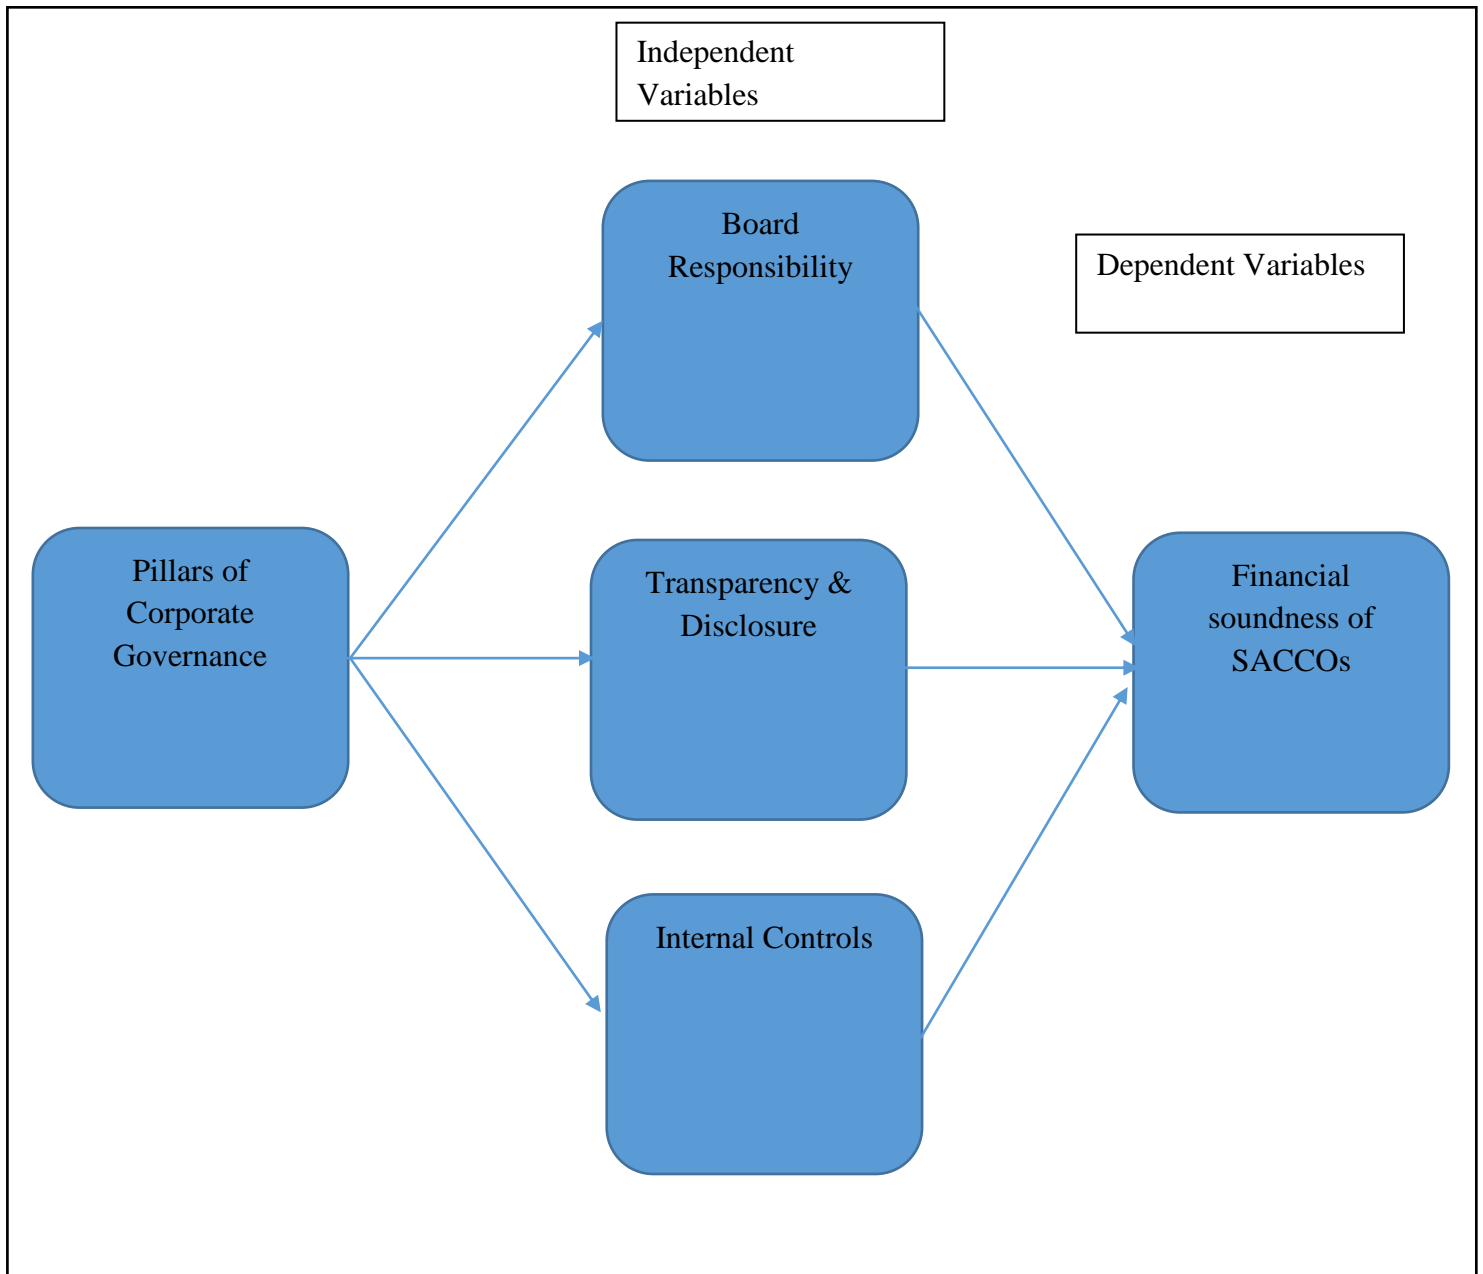 Independent
Variables
Board
Responsibility
Dependent Variables
Pillars of
Corporate
Governance
Transparency &
Disclosure
Financial
soundness of
SACCOs
Internal Controls